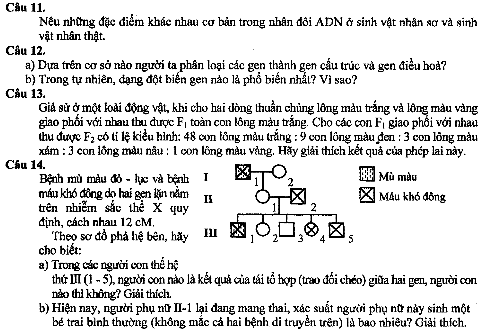 Câu 11.
Nêu những đặc điểm khác nhau cơ bản trong nhân đôi ADN ở sinh vật nhân sơ và sinh
vật nhân thật.
Câu 12.
a) Dựa trên cơ sở nào người ta phân loại các gen thành gen cấu trúc và gen điều hoà?
b) Trong tự nhiên, dạng đột biến gen nào là phổ biến nhất? Vì sao?
Câu 13.
Giả sử ở một loài động vật, khi cho hai dòng thuần chủng lông màu trắng và lông màu vàng
giao phối với nhau thu được F1 toàn con lông màu trắng. Cho các con F1 giao phối với
nhau thu được F2 có tỉ lệ kiểu hình: 48 con lông màu trắng : 9 con lông màu đen : 3 con lông màu
xám : 3 con lông màu nâu : 1 con lông màu vàng. Hãy giải thích kết quả của phép lai này.
Câu 14.
Bệnh mù màu đỏ - lục và bệnh
máu khó đông do hai gen lặn nằm
trên nhiễm sắc thể X quy
định, cách nhau 12 cM.
Theo sơ đồ phả hệ bên, hãy
cho biết:
I
1 2
II
1 2
III
1 2 3 4 5
Mù màu
Máu khó đông
a) Trong các người con thế hệ
thứ III (1 - 5), người con nào là kết quả của tái tổ hợp (trao đổi chéo) giữa hai gen, người con
nào thì không? Giải thích.
b) Hiện nay, người phụ nữ II-1 lại đang mang thai, xác suất người phụ nữ này sinh một
bé trai bình thường (không mắc cả hai bệnh di truyền trên) là bao nhiêu? Giải thích.